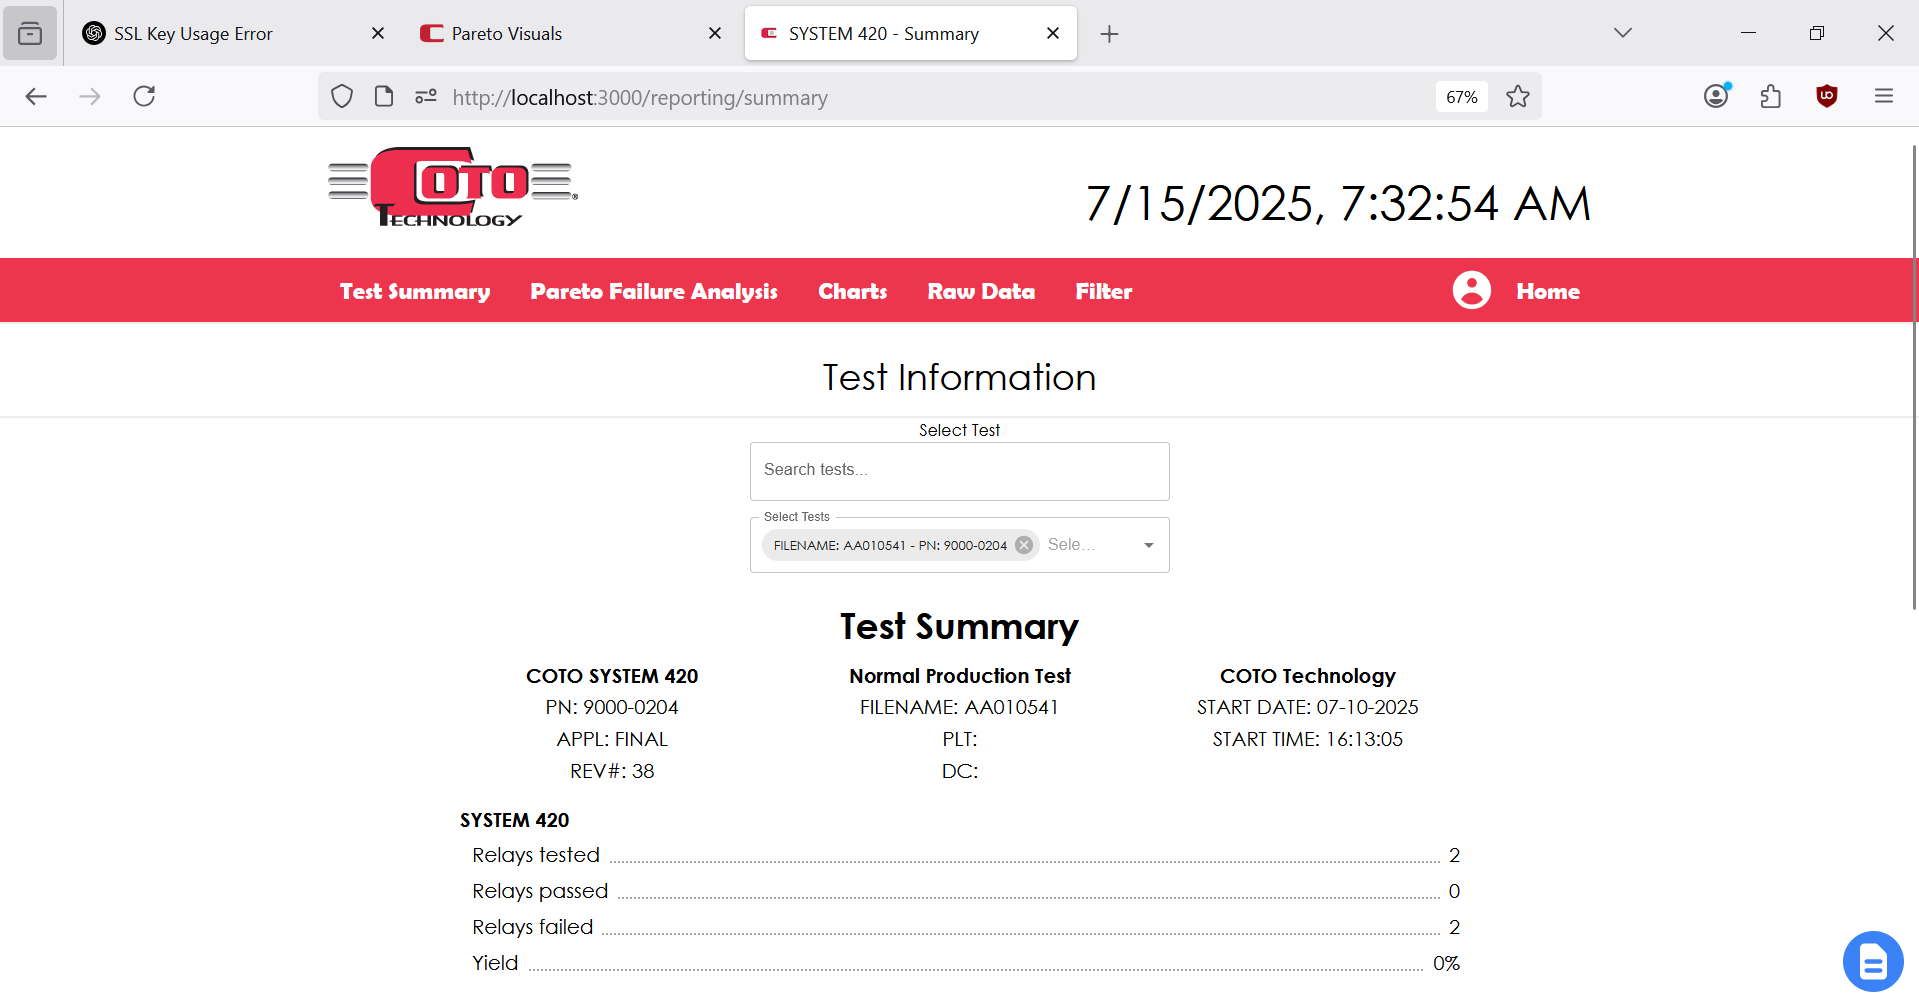 SSL Key Usage Error
Pareto Visuals
SYSTEM 420 - Summary
http://localhost:3000/reporting/summary
67%
COTO
TECHNOLOGY
®
7/15/2025, 7:32:54 AM
Test Summary
Pareto Failure Analysis
Charts
Raw Data
Filter
Home
Test Information
Select Test
Search tests...
Select Tests
FILENAME: AA010541 - PN: 9000-0204
Sele...
Test Summary
COTO SYSTEM 420
PN: 9000-0204
APPL: FINAL
REV#: 38
Normal Production Test
FILENAME: AA010541
PLT:
DC:
COTO Technology
START DATE: 07-10-2025
START TIME: 16:13:05
SYSTEM 420
Relays tested 2
Relays passed 0
Relays failed 2
Yield 0%